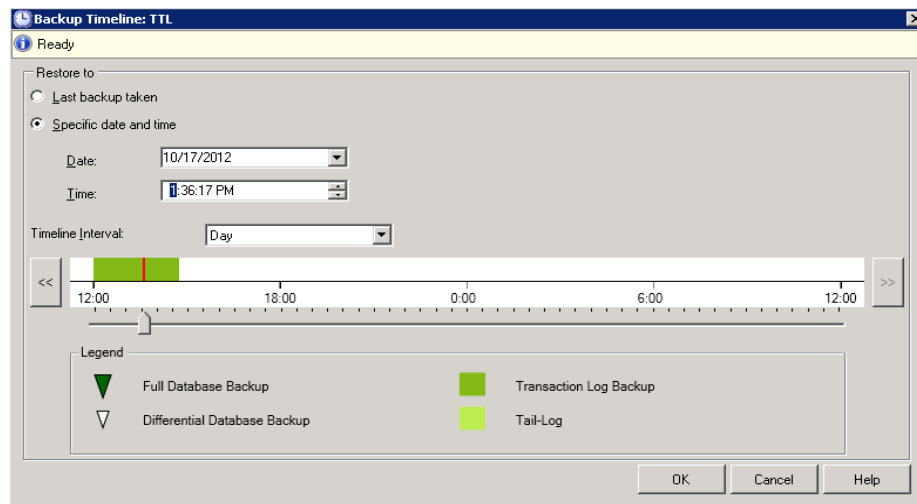 Backup Timeline: TTL
Ready
Restore to
Last backup taken
Specific date and time
Date: 10/17/2012
Time: 1:36:17 PM
Timeline Interval: Day
<< >>
12:00 18:00 0:00 6:00 12:00
Legend
Full Database Backup Transaction Log Backup
Differential Database Backup Tail-Log
OK Cancel Help